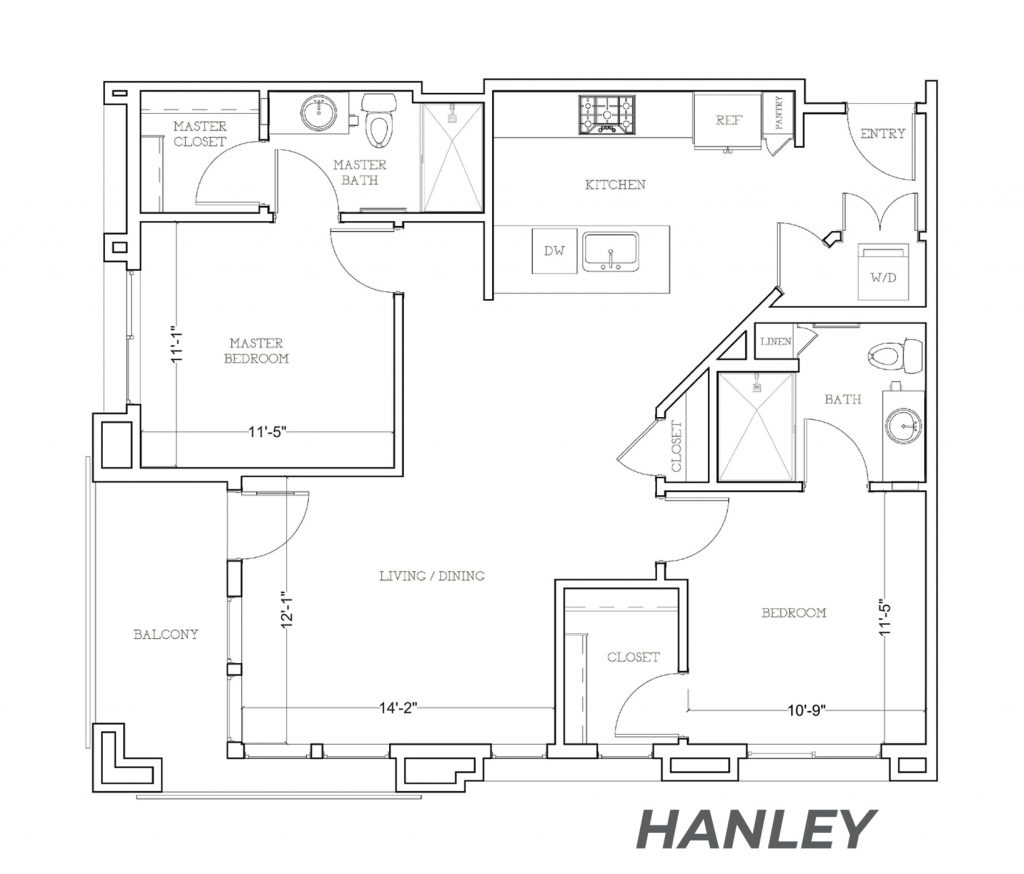 MASTER
CLOSET
MASTER
BATH
REF
PANTRY
ENTRY
KITCHEN
DW
W/D
11'-1"
MASTER
BEDROOM
LINEN
BATH
11'-5"
CLOSET
LIVING / DINING
12'-1"
BALCONY
BEDROOM
11'-5"
CLOSET
14'-2"
10'-9"
HANLEY